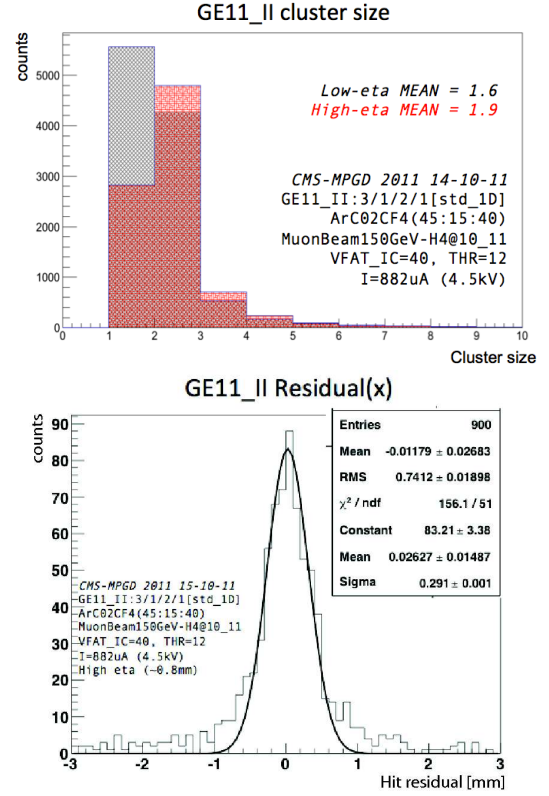 GE11_II cluster size
counts
5000
4000
3000
2000
1000
0
0 1 2 3 4 5 6 7 8 9 10
Cluster size
Low-eta MEAN = 1.6
High-eta MEAN = 1.9
CMS-MPGD 2011 14-10-11
GE11_II:3/1/2/1[std_1D]
ArCO2CF4(45:15:40)
MuonBeam150GeV-H4@10_11
VFAT_IC=40, THR=12
I=882uA (4.5kV)
GE11_II Residual(x)
counts
90
80
70
60
50
40
30
20
10
0
-3 -2 -1 0 1 2 3
Hit residual [mm]
Entries 900
Mean -0.01179 ± 0.02683
RMS 0.7412 ± 0.01898
χ² / ndf 156.1 / 51
Constant 83.21 ± 3.38
Mean 0.02627 ± 0.01487
Sigma 0.291 ± 0.001
CMS-MPGD 2011 15-10-11
GE11_II:3/1/2/1[std_1D]
ArCO2CF4(45:15:40)
MuonBeam150GeV-H4@10_11
VFAT_IC=40, THR=12
I=882uA (4.5kV)
High eta (~0.8mm)